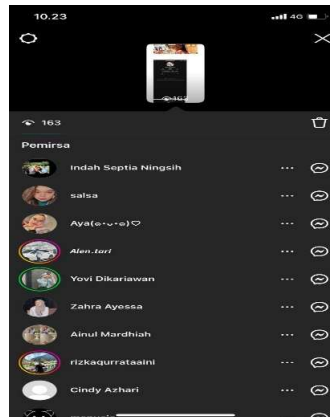 10.23
4G
163
163
Pemirsa
Indah Septia Ningsih
salsa
Aya(๑•ᴗ•๑)♡
Alen.tari
Yovi Dikariawan
Zahra Ayessa
Ainul Mardhiah
rizkaqurrataaini
Cindy Azhari